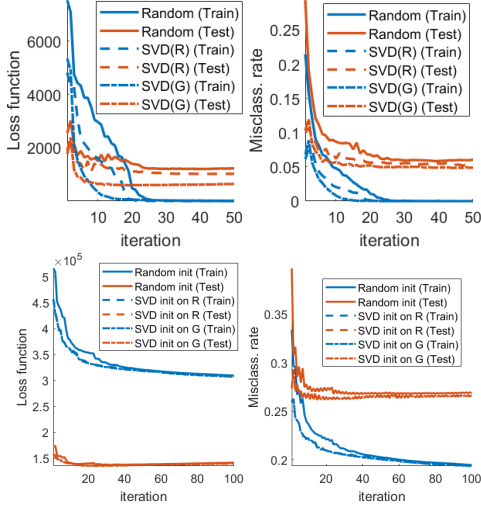 Loss function
6000
4000
2000
10 20 30 40 50
iteration
Random (Train)
Random (Test)
SVD(R) (Train)
SVD(R) (Test)
SVD(G) (Train)
SVD(G) (Test)
Misclass. rate
0.25
0.2
0.15
0.1
0.05
0
10 20 30 40 50
iteration
Random (Train)
Random (Test)
SVD(R) (Train)
SVD(R) (Test)
SVD(G) (Train)
SVD(G) (Test)
×10^5
Loss function
5
4.5
4
3.5
3
2.5
2
1.5
20 40 60 80 100
iteration
Random init (Train)
Random init (Test)
SVD init on R (Train)
SVD init on R (Test)
SVD init on G (Train)
SVD init on G (Test)
Misclass. rate
0.35
0.3
0.25
0.2
20 40 60 80 100
iteration
Random init (Train)
Random init (Test)
SVD init on R (Train)
SVD init on R (Test)
SVD init on G (Train)
SVD init on G (Test)